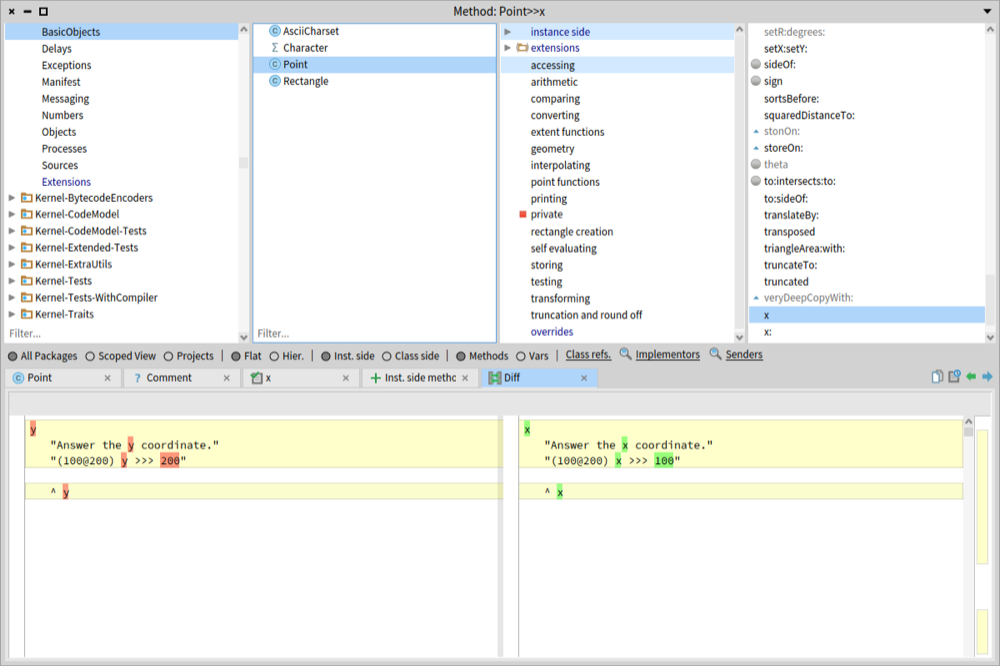 Method: Point>>x
BasicObjects
Delays
Exceptions
Manifest
Messaging
Numbers
Objects
Processes
Sources
Extensions
Kernel-BytecodeEncoders
Kernel-CodeModel
Kernel-CodeModel-Tests
Kernel-Extended-Tests
Kernel-ExtraUtils
Kernel-Tests
Kernel-Tests-WithCompiler
Kernel-Traits
Filter...
AsciiCharset
Character
Point
Rectangle
Filter...
instance side
extensions
accessing
arithmetic
comparing
converting
extent functions
geometry
interpolating
point functions
printing
private
rectangle creation
self evaluating
storing
testing
transforming
truncation and round off
overrides
setR:degrees:
setX:setY:
sideOf:
sign
sortsBefore:
squaredDistanceTo:
stonOn:
storeOn:
theta
to:intersects:to:
to:sideOf:
translateBy:
transposed
triangleArea:with:
truncateTo:
truncated
veryDeepCopyWith:
x
x:
All Packages Scoped View Projects | Flat Hier. | Inst. side Class side | Methods Vars | Class refs. Implementors Senders
Point ? Comment x Inst. side methc Diff
y
"Answer the y coordinate."
"(100@200) y >>> 200"
^ y
x
"Answer the x coordinate."
"(100@200) x >>> 100"
^ x